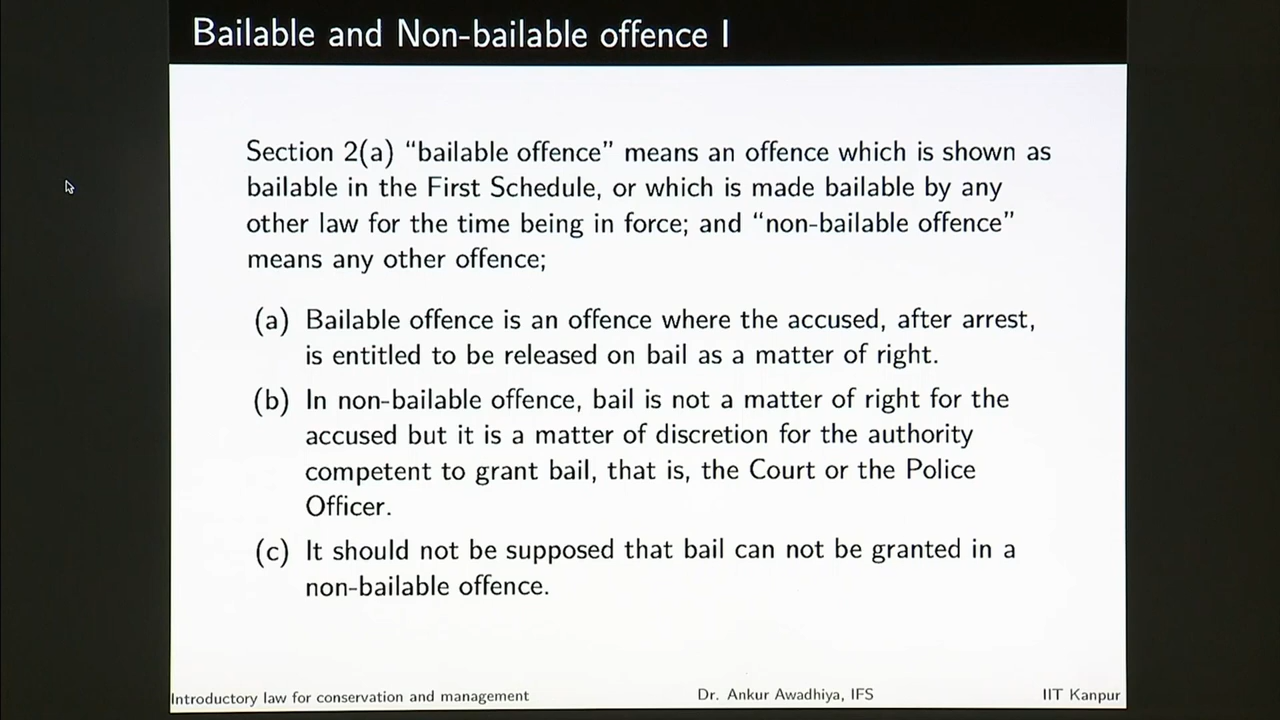 Bailable and Non-bailable offence I
Section 2(a) “bailable offence” means an offence which is shown as
bailable in the First Schedule, or which is made bailable by any
other law for the time being in force; and “non-bailable offence”
means any other offence;
(a) Bailable offence is an offence where the accused, after arrest,
is entitled to be released on bail as a matter of right.
(b) In non-bailable offence, bail is not a matter of right for the
accused but it is a matter of discretion for the authority
competent to grant bail, that is, the Court or the Police
Officer.
(c) It should not be supposed that bail can not be granted in a
non-bailable offence.
Introductory law for conservation and management Dr. Ankur Awadhiya, IFS IIT Kanpur